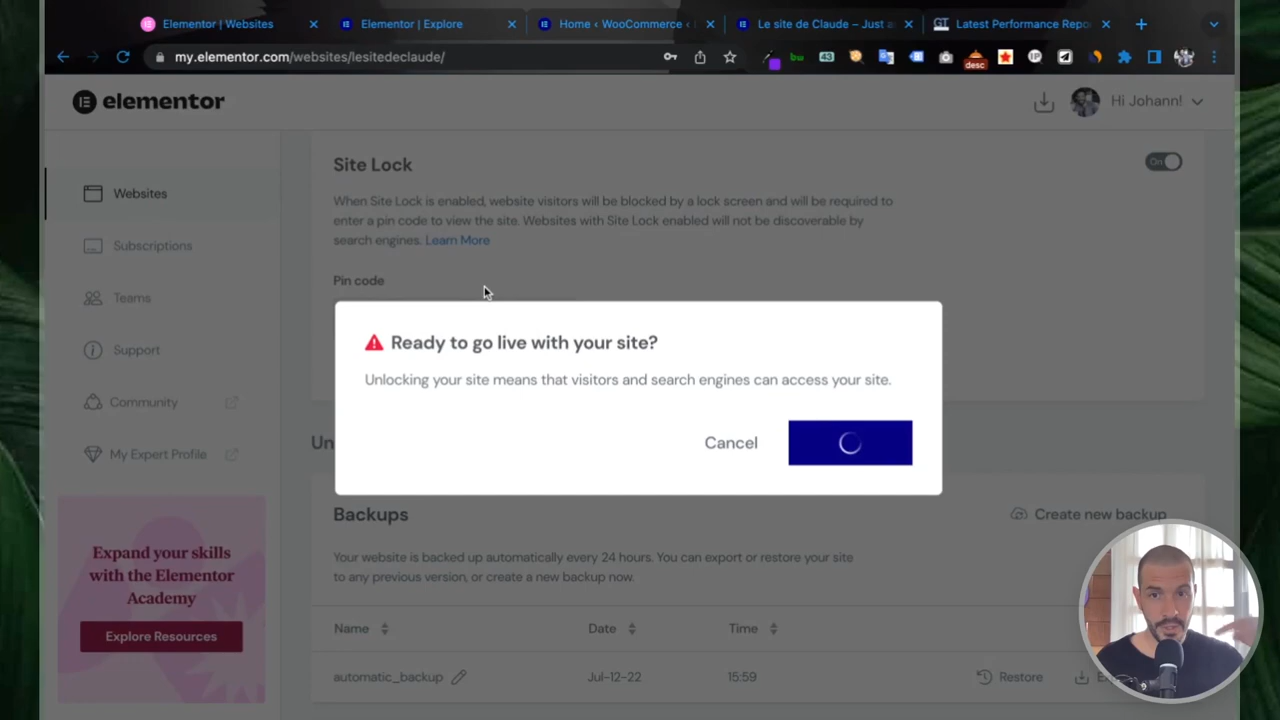 Elementor | Websites
Elementor | Explore
Home ‹ WooCommerce ‹
Le site de Claude – Just a
Latest Performance Repo
my.elementor.com/websites/lesitedeclaude/
bu
43
desc
elementor
Hi Johann!
Websites
Subscriptions
Teams
Support
Community
My Expert Profile
Expand your skills
with the Elementor
Academy
Explore Resources
Site Lock
On
When Site Lock is enabled, website visitors will be blocked by a lock screen and will be required to
enter a pin code to view the site. Websites with Site Lock enabled will not be discoverable by
search engines. Learn More
Pin code
Ready to go live with your site?
Unlocking your site means that visitors and search engines can access your site.
Cancel
Un
Backups
Create new backup
Your website is backed up automatically every 24 hours. You can export or restore your site
to any previous version, or create a new backup now.
Name
Date
Time
automatic_backup
Jul-12-22
15:59
Restore